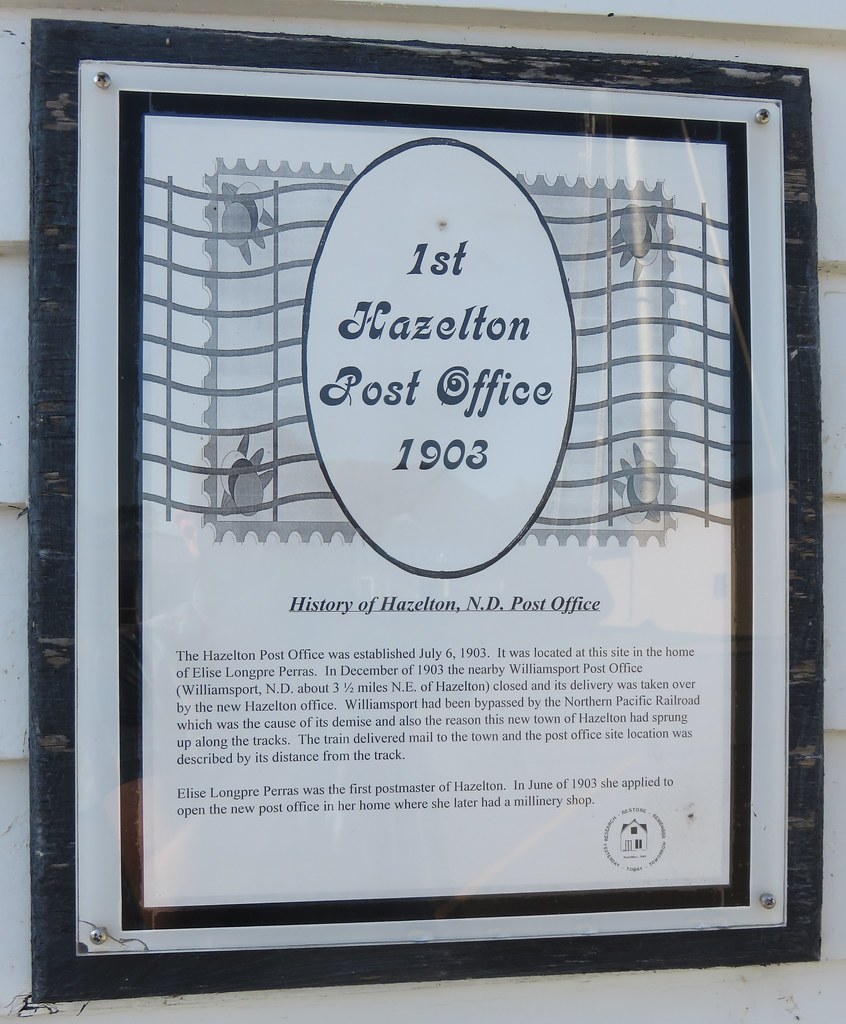 1st
Hazelton
Post Office
1903
History of Hazelton, N.D. Post Office
The Hazelton Post Office was established July 6, 1903.  It was located at this site in the home
of Elise Longpre Perras.  In December of 1903 the nearby Williamsport Post Office
(Williamsport, N.D. about 3 ½ miles N.E. of Hazelton) closed and its delivery was taken over
by the new Hazelton office.  Williamsport had been bypassed by the Northern Pacific Railroad
which was the cause of its demise and also the reason this new town of Hazelton had sprung
up along the tracks.  The train delivered mail to the town and the post office site location was
described by its distance from the track.
Elise Longpre Perras was the first postmaster of Hazelton.  In June of 1903 she applied to
open the new post office in her home where she later had a millinery shop.
RESEARCH · RESTORE · REMEMBER
YESTERDAY · TODAY · TOMORROW